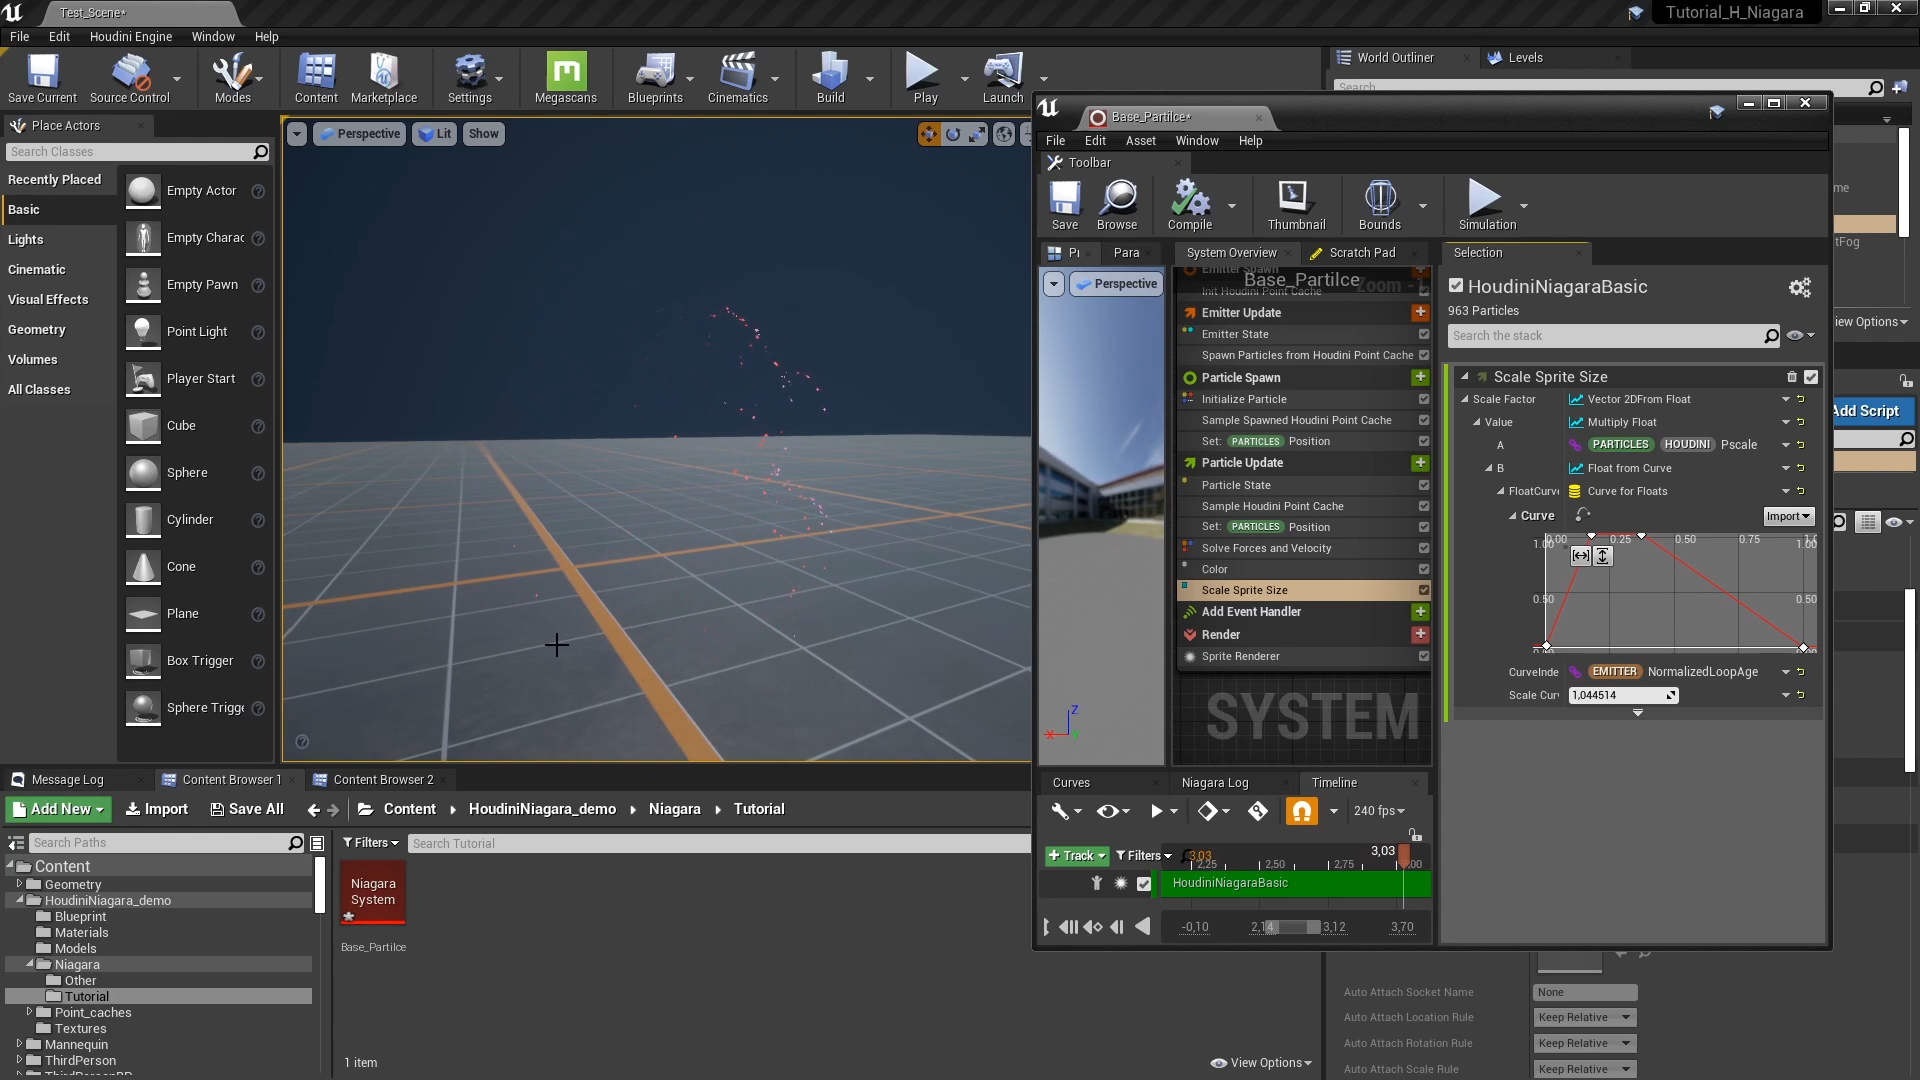 Test_Scene*
Tutorial_H_Niagara
File Edit Houdini Engine Window Help
Save Current
Source Control
Modes
Content
Marketplace
Settings
Megascans
Blueprints
Cinematics
Build
Play
Launch
World Outliner
Levels
Search
Place Actors
Search Classes
Recently Placed
Basic
Lights
Cinematic
Visual Effects
Geometry
Volumes
All Classes
Empty Actor
Empty Charac
Empty Pawn
Point Light
Player Start
Cube
Sphere
Cylinder
Cone
Plane
Box Trigger
Sphere Trigge
Perspective
Lit
Show
Base_Partilce*
File Edit Asset Window Help
Toolbar
Save
Browse
Compile
Thumbnail
Bounds
Simulation
Para
System Overview
Scratch Pad
Selection
Perspective
Emitter Spawn
Base_Partilce
Zoom -1
Init Houdini Point Cache
Emitter Update
Emitter State
Spawn Particles from Houdini Point Cache
Particle Spawn
Initialize Particle
Sample Spawned Houdini Point Cache
Set: PARTICLES Position
Particle Update
Particle State
Sample Houdini Point Cache
Set: PARTICLES Position
Solve Forces and Velocity
Color
Scale Sprite Size
Add Event Handler
Render
Sprite Renderer
SYSTEM
Z
X
HoudiniNiagaraBasic
963 Particles
Search the stack
Scale Sprite Size
Scale Factor Vector 2DFrom Float
Value Multiply Float
A PARTICLES HOUDINI Pscale
B Float from Curve
FloatCurve Curve for Floats
Curve
Import
0.00 0.25 0.50 0.75
1.00 1.00
0.50 0.50
CurveInde EMITTER NormalizedLoopAge
Scale Cur 1,044514
Curves
Niagara Log
Timeline
240 fps
Track
Filters
3,03
3,03
2,25 2,50 2,75
HoudiniNiagaraBasic
-0,10 2,14 3,12 3,70
me
tFog
iew Options
Add Script
Message Log
Content Browser 1
Content Browser 2
Add New
Import
Save All
Content HoudiniNiagara_demo Niagara Tutorial
Search Paths
Filters
Search Tutorial
Content
Geometry
HoudiniNiagara_demo
Blueprint
Materials
Models
Niagara
Other
Tutorial
Point_caches
Textures
Mannequin
ThirdPerson
ThirdPersonBP
Niagara
System
Base_Partilce
1 item
View Options
Auto Attach Socket Name None
Auto Attach Location Rule Keep Relative
Auto Attach Rotation Rule Keep Relative
Auto Attach Scale Rule Keep Relative